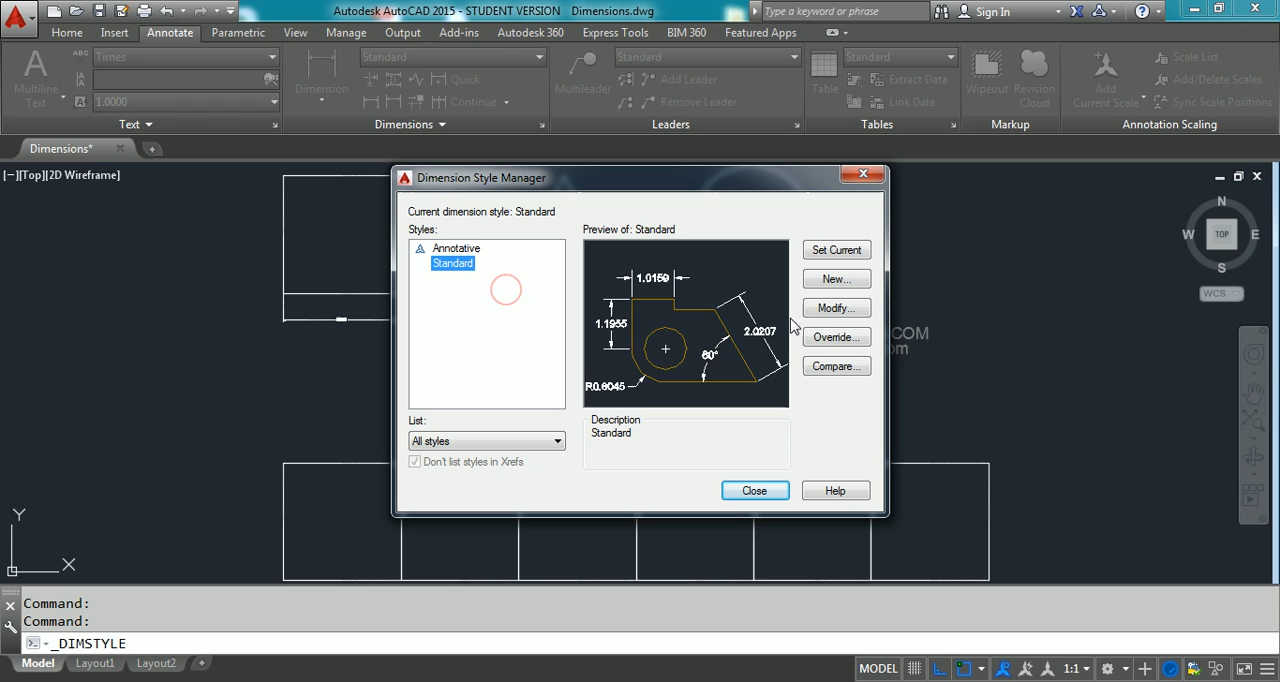 Autodesk AutoCAD 2015 - STUDENT VERSION Dimensions.dwg
Type a keyword or phrase
Sign In
Home Insert Annotate Parametric View Manage Output Add-ins Autodesk 360 Express Tools BIM 360 Featured Apps
Multiline Text
Times
1.0000
Dimension
Standard
Quick
Continue
Multileader
Standard
Add Leader
Remove Leader
Table
Standard
Extract Data
Link Data
Wipeout
Revision Cloud
Add Current Scale
Scale List
Add/Delete Scales
Sync Scale Positions
Text Dimensions Leaders Tables Markup Annotation Scaling
Dimensions*
[−][Top][2D Wireframe]
N
W TOP E
S
WCS
Dimension Style Manager
Current dimension style: Standard
Styles:
Annotative
Standard
Preview of: Standard
1.0159
1.1955
2.0207
60°
R0.8045
Set Current
New...
Modify...
Override...
Compare...
List:
All styles
Don't list styles in Xrefs
Description
Standard
Close
Help
Y
X
Command:
Command:
_DIMSTYLE
Model Layout1 Layout2
MODEL
1:1